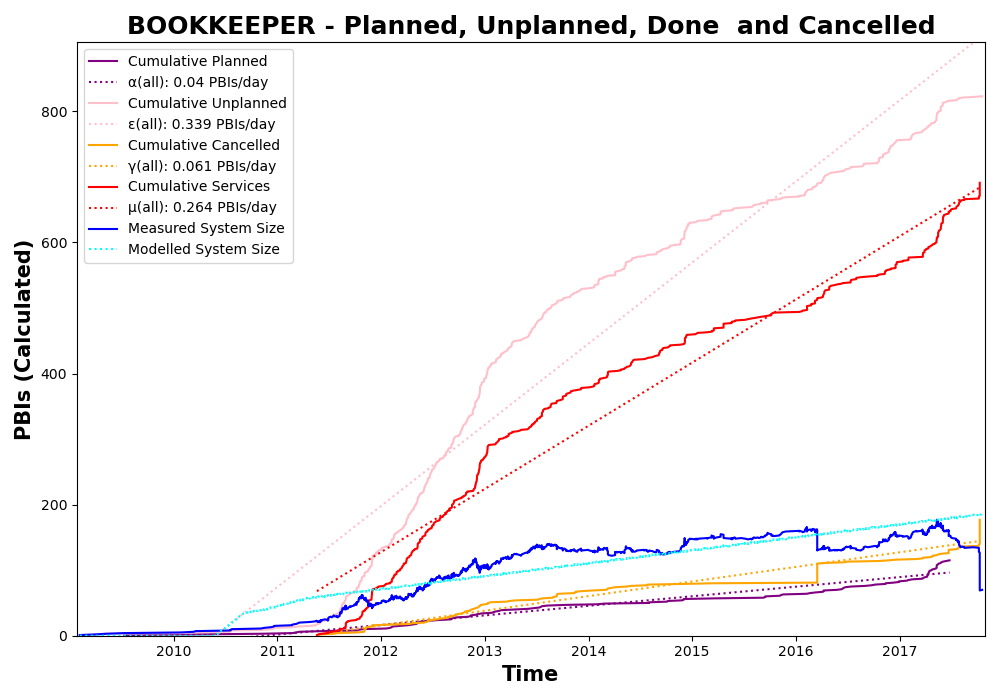 BOOKKEEPER - Planned, Unplanned, Done  and Cancelled
Cumulative Planned
α(all): 0.04 PBIs/day
Cumulative Unplanned
ε(all): 0.339 PBIs/day
Cumulative Cancelled
γ(all): 0.061 PBIs/day
Cumulative Services
μ(all): 0.264 PBIs/day
Measured System Size
Modelled System Size
PBIs (Calculated)
800
600
400
200
0
2010 2011 2012 2013 2014 2015 2016 2017
Time